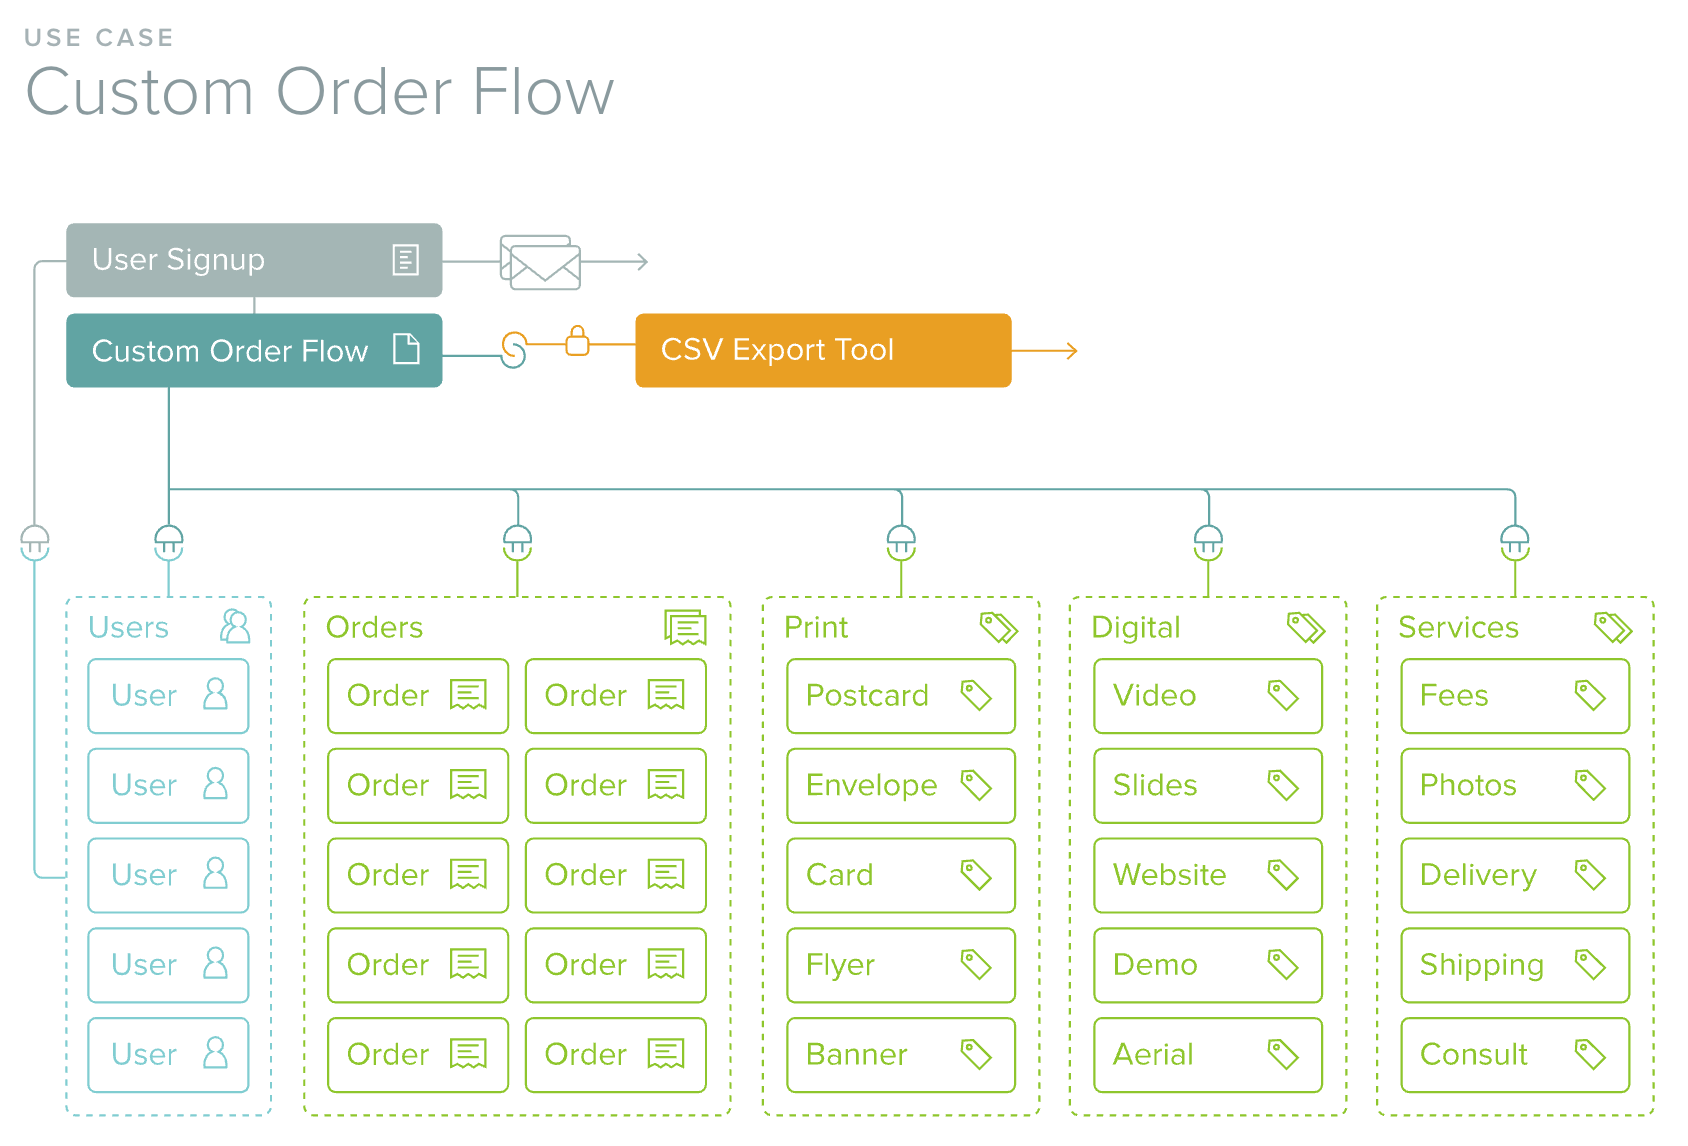 USE CASE
Custom Order Flow
User Signup
Custom Order Flow
CSV Export Tool
Users
User
User
User
User
User
Orders
Order Order
Order Order
Order Order
Order Order
Order Order
Print
Postcard
Envelope
Card
Flyer
Banner
Digital
Video
Slides
Website
Demo
Aerial
Services
Fees
Photos
Delivery
Shipping
Consult